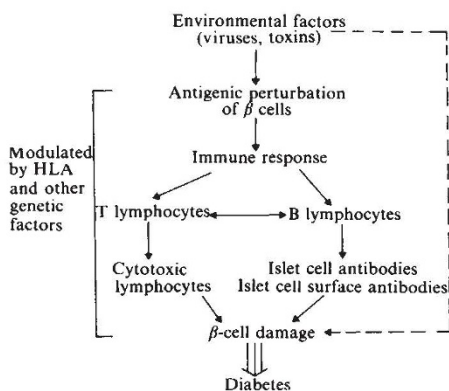 Environmental factors
(viruses, toxins)
Antigenic perturbation
of β cells
Modulated
by HLA
and other
genetic
factors
Immune response
T lymphocytes
B lymphocytes
Cytotoxic
lymphocytes
Islet cell antibodies
Islet cell surface antibodies
β-cell damage
Diabetes